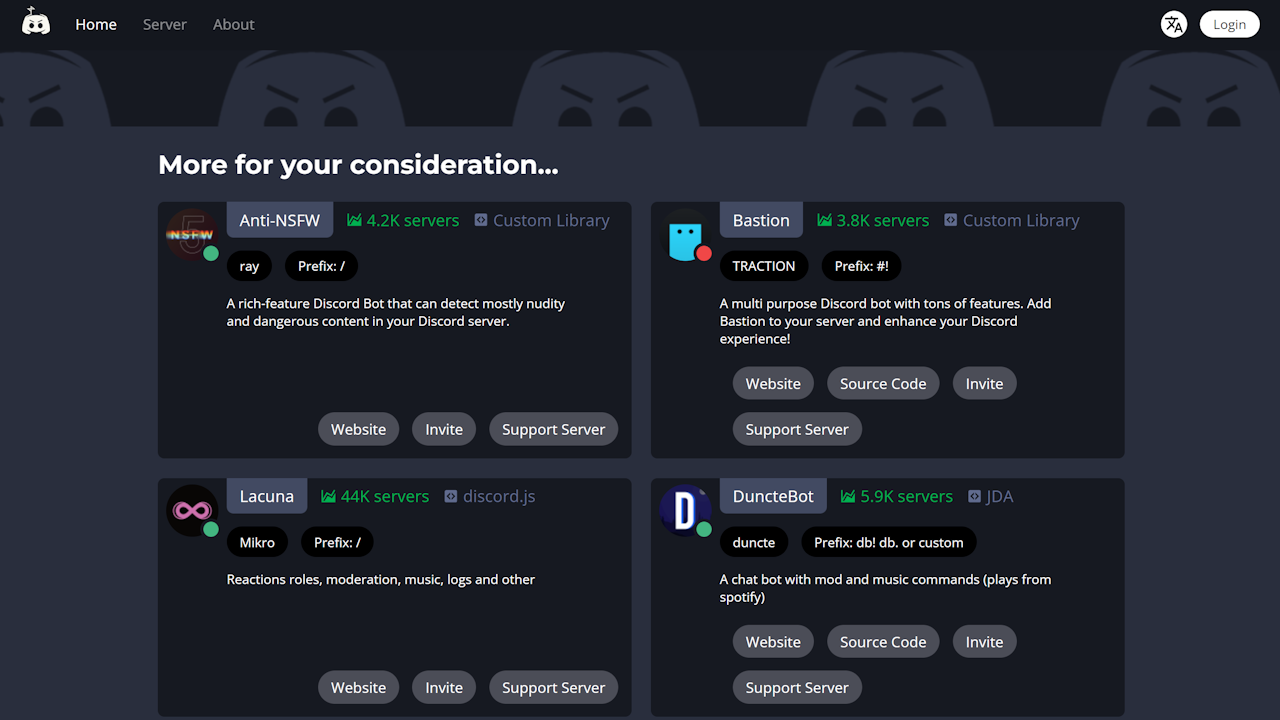 Home Server About Login
More for your consideration...
Anti-NSFW 4.2K servers Custom Library
NSFW
5
ray Prefix: /
A rich-feature Discord Bot that can detect mostly nudity
and dangerous content in your Discord server.
Website Invite Support Server
Bastion 3.8K servers Custom Library
TRACTION Prefix: #!
A multi purpose Discord bot with tons of features. Add
Bastion to your server and enhance your Discord
experience!
Website Source Code Invite
Support Server
Lacuna 44K servers discord.js
Mikro Prefix: /
Reactions roles, moderation, music, logs and other
Website Invite Support Server
D
DuncteBot 5.9K servers JDA
duncte Prefix: db! db. or custom
A chat bot with mod and music commands (plays from
spotify)
Website Source Code Invite
Support Server